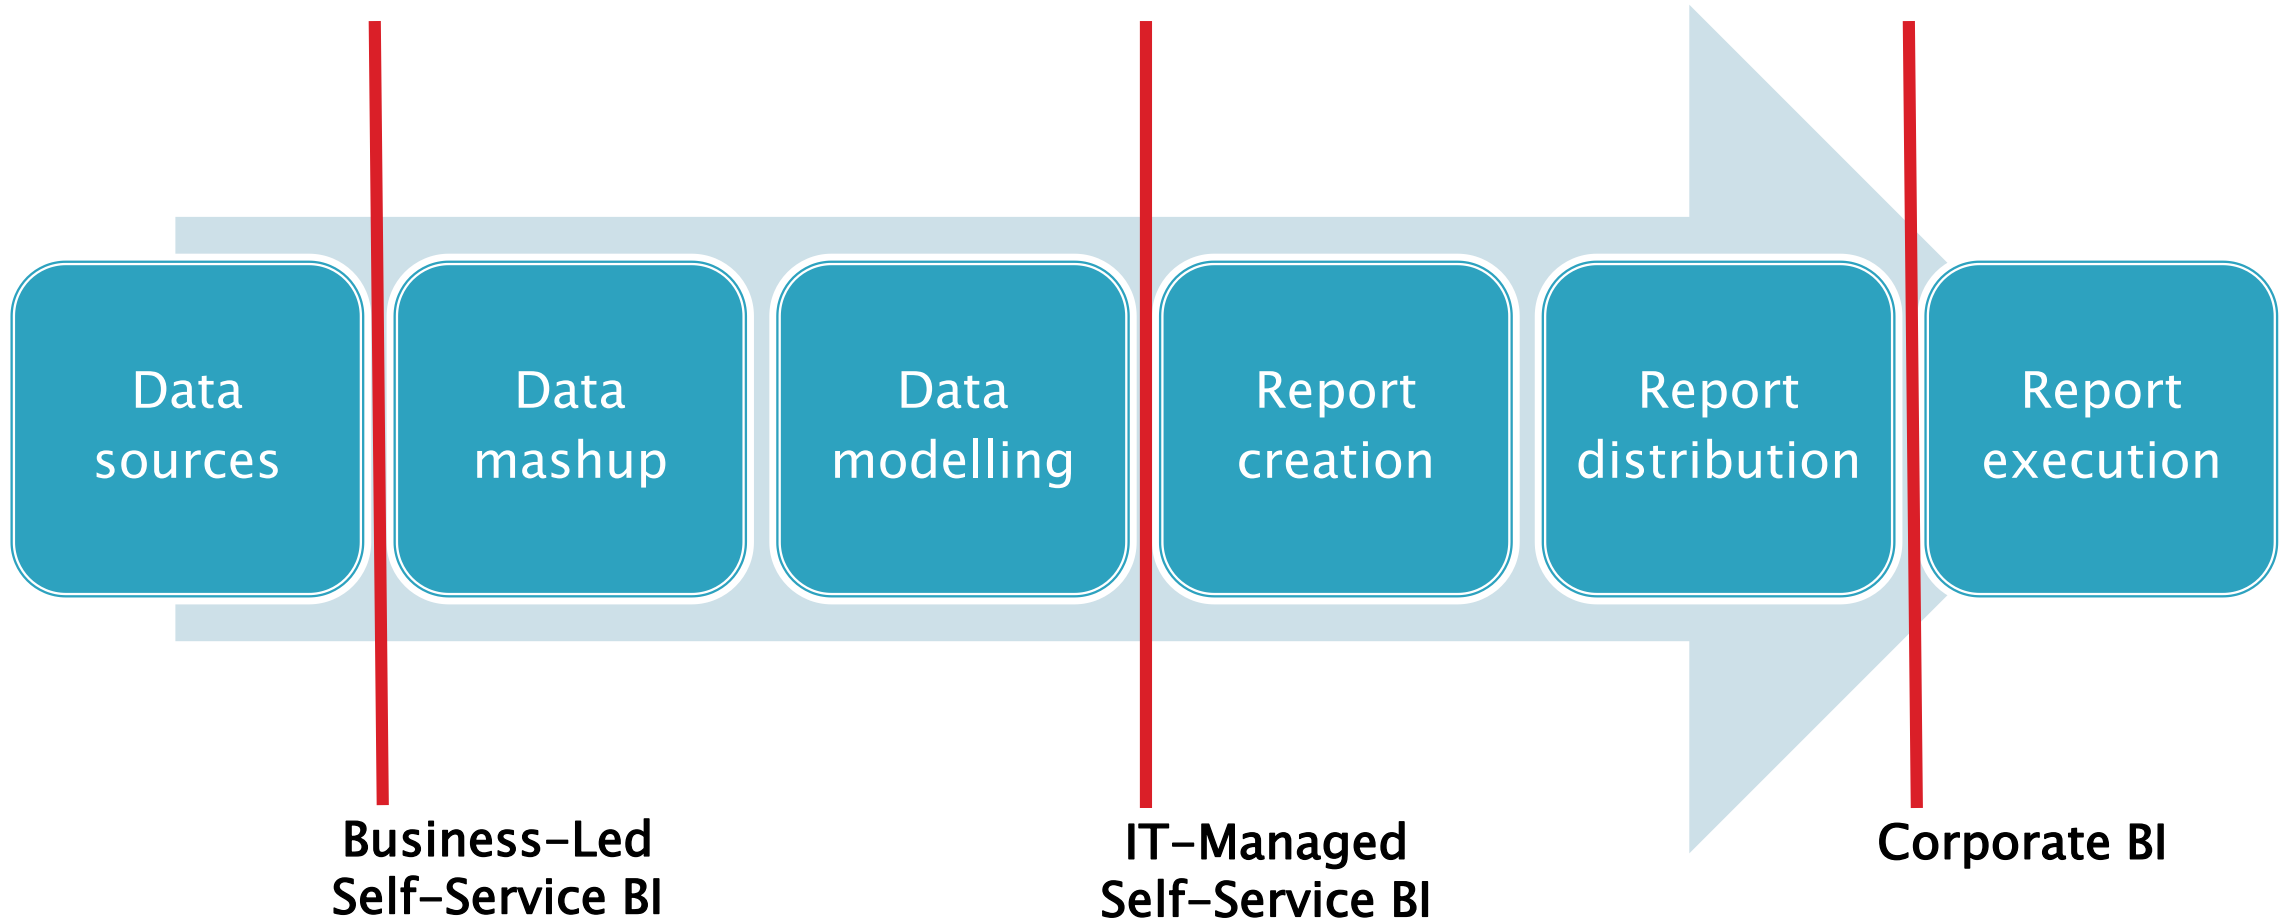 Data
sources
Data
mashup
Data
modelling
Report
creation
Report
distribution
Report
execution
Business-Led
Self-Service BI
IT-Managed
Self-Service BI
Corporate BI